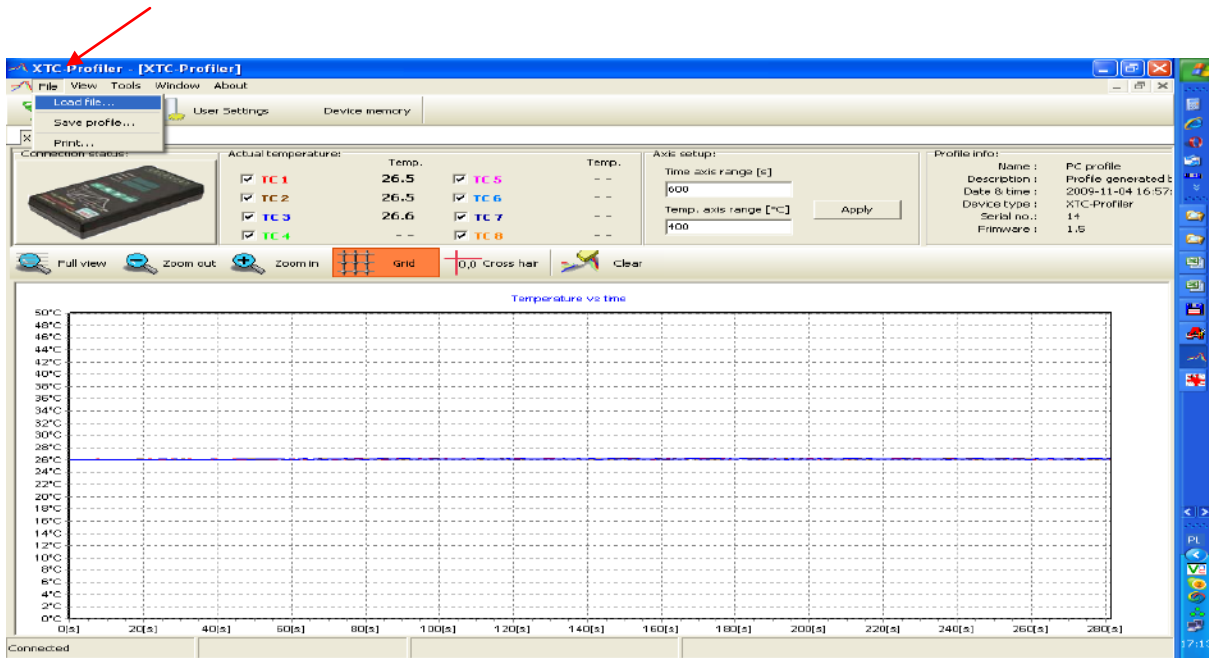 XTC-Profiler - [XTC-Profiler]
File View Tools Window About
Load file...
Save profile...
Print...
User Settings
Device memory
X
Connection status:
Actual temperature:
Temp.
Temp.
TC 1 26.5 TC 5 - -
TC 2 26.5 TC 6 - -
TC 3 26.6 TC 7 - -
TC 4 - - TC 8 - -
Axis setup:
Time axis range [s]
600
Temp. axis range [°C]
400
Apply
Profile info:
Name : PC profile
Description : Profile generated b
Date & time : 2009-11-04 16:57:
Device type : XTC-Profiler
Serial no.: 14
Firmware : 1.5
Full view Zoom out Zoom in Grid 0,0 Cross hair Clear
Temperature vs time
50°C
48°C
46°C
44°C
42°C
40°C
38°C
36°C
34°C
32°C
30°C
28°C
26°C
24°C
22°C
20°C
18°C
16°C
14°C
12°C
10°C
8°C
6°C
4°C
2°C
0°C
0[s] 20[s] 40[s] 60[s] 80[s] 100[s] 120[s] 140[s] 160[s] 180[s] 200[s] 220[s] 240[s] 260[s] 280[s]
Connected
PL
17:13